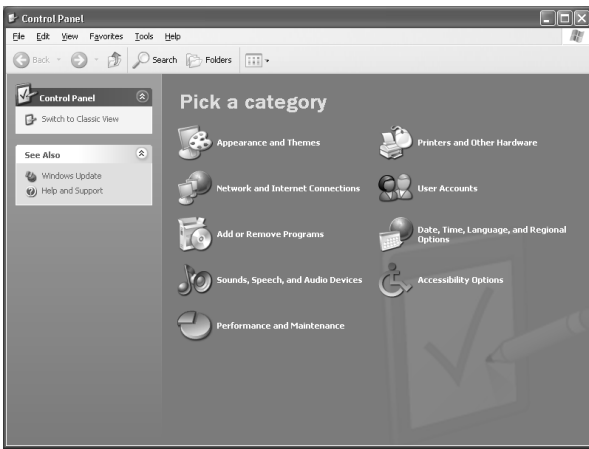 Control Panel
File Edit View Favorites Tools Help
Back Search Folders
Control Panel
Switch to Classic View
See Also
Windows Update
Help and Support
Pick a category
Appearance and Themes
Printers and Other Hardware
Network and Internet Connections
User Accounts
Add or Remove Programs
Date, Time, Language, and Regional
Options
Sounds, Speech, and Audio Devices
Accessibility Options
Performance and Maintenance